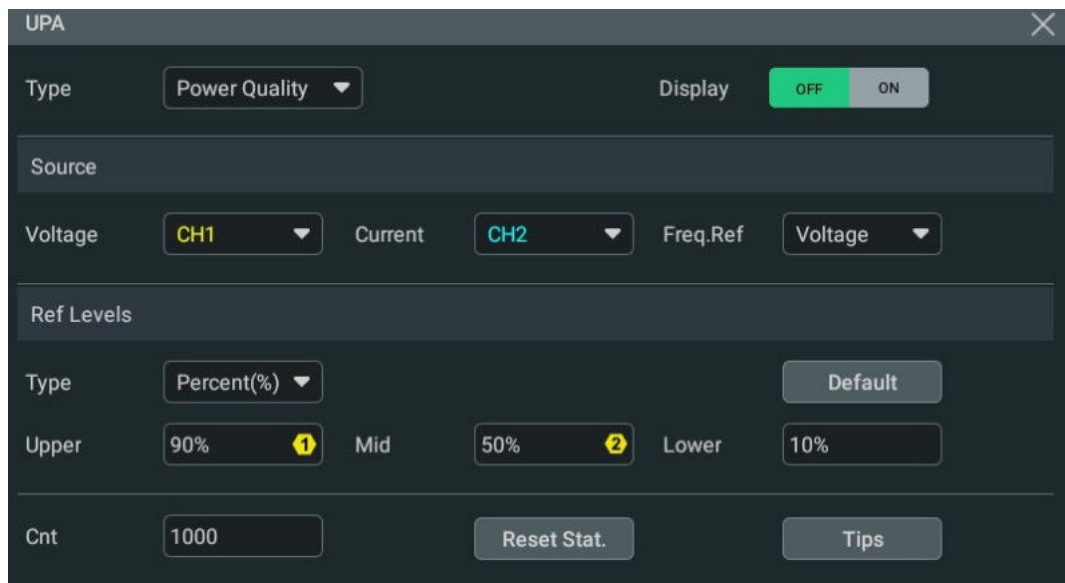 UPA
Type Power Quality Display OFF ON
Source
Voltage CH1 Current CH2 Freq.Ref Voltage
Ref Levels
Type Percent(%) Default
Upper 90% 1 Mid 50% 2 Lower 10%
Cnt 1000 Reset Stat. Tips